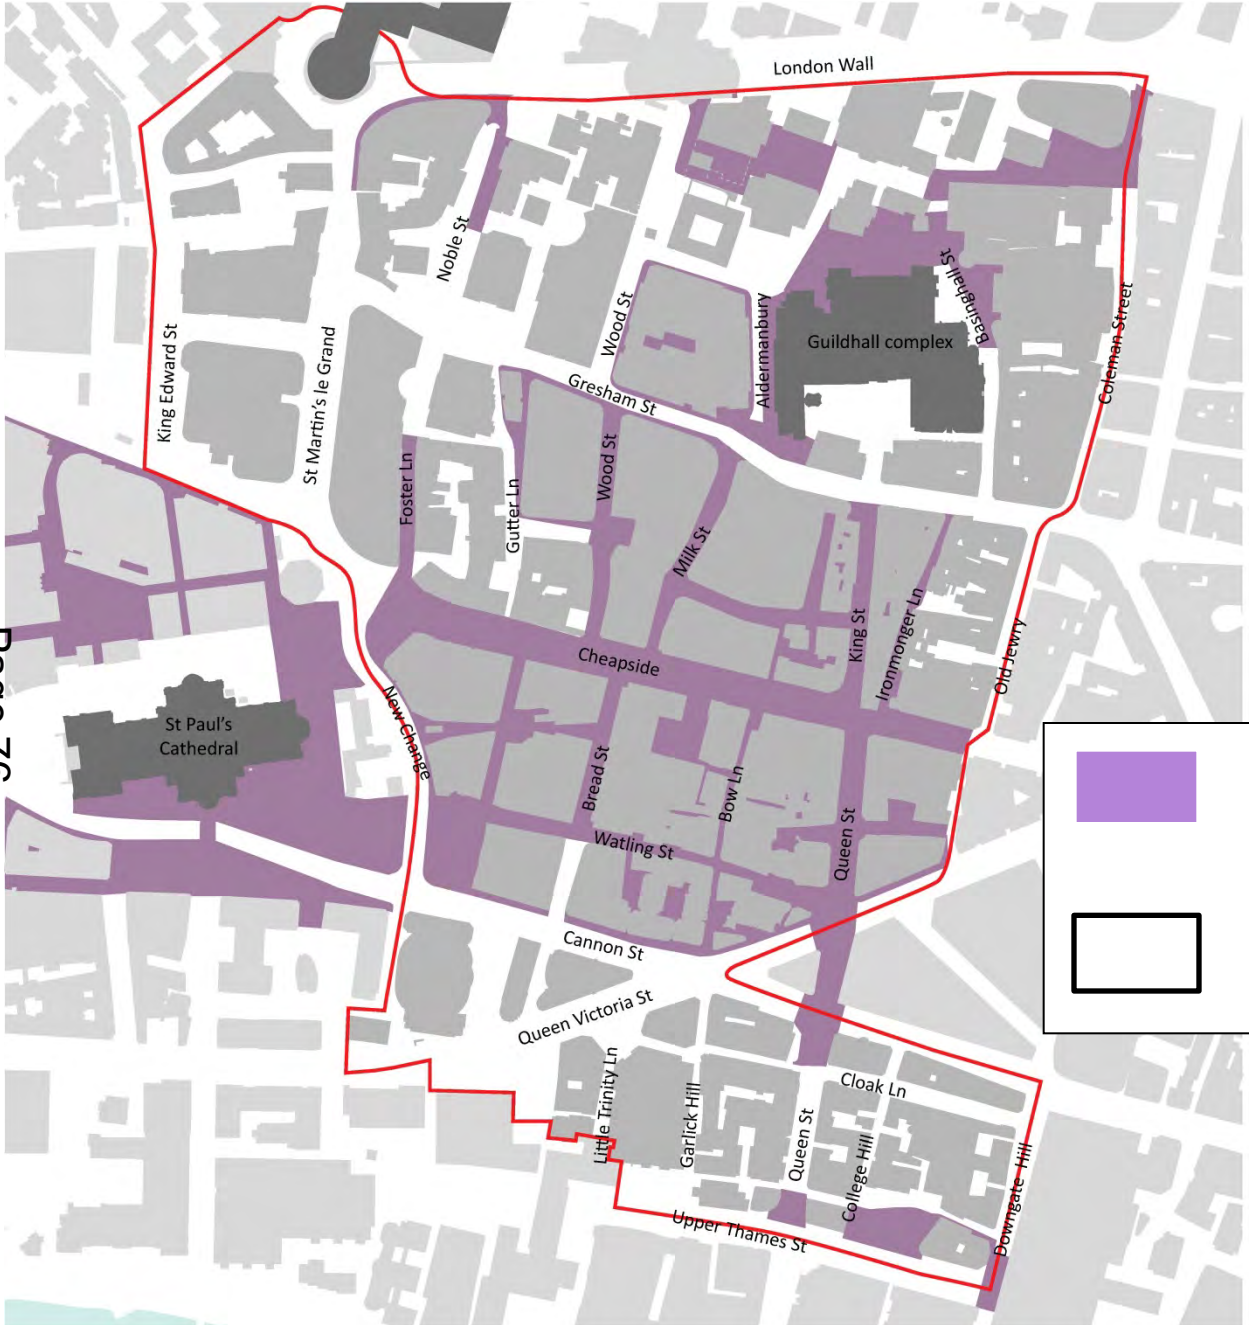 London Wall
Noble St
Basinghall St
Wood St
Aldermanbury
Guildhall complex
Coleman Street
King Edward St
St Martin's le Grand
Gresham St
Foster Ln
Gutter Ln
Wood St
Milk St
King St
Ironmonger Ln
Old Jewry
Cheapside
St Paul's
Cathedral
New Change
Bread St
Bow Ln
Watling St
Queen St
Cannon St
Queen Victoria St
Little Trinity Ln
Garlick Hill
Cloak Ln
Queen St
College Hill
Downgate Hill
Upper Thames St